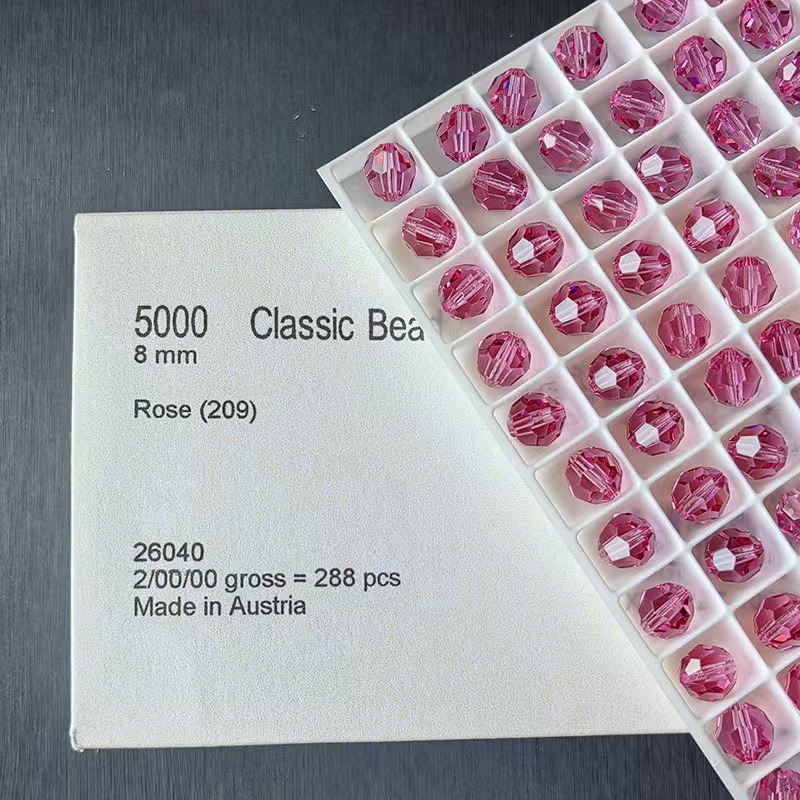 5000 Classic Bea
8 mm
Rose (209)
26040
2/00/00 gross = 288 pcs
Made in Austria